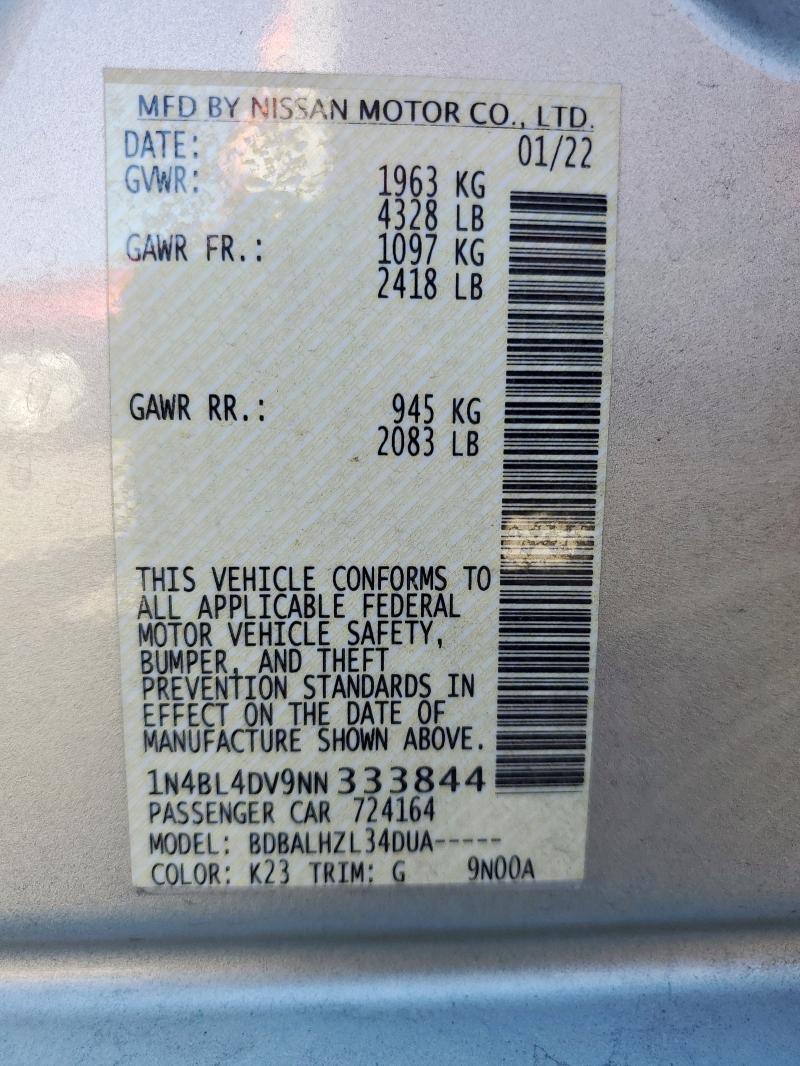 MFD BY NISSAN MOTOR CO., LTD.
DATE: 01/22
GVWR: 1963 KG
4328 LB
GAWR FR.: 1097 KG
2418 LB
GAWR RR.: 945 KG
2083 LB
THIS VEHICLE CONFORMS TO
ALL APPLICABLE FEDERAL
MOTOR VEHICLE SAFETY,
BUMPER, AND THEFT
PREVENTION STANDARDS IN
EFFECT ON THE DATE OF
MANUFACTURE SHOWN ABOVE.
1N4BL4DV9NN 333844
PASSENGER CAR 724164
MODEL: BDBALHZL34DUA-----
COLOR: K23 TRIM: G 9N00A